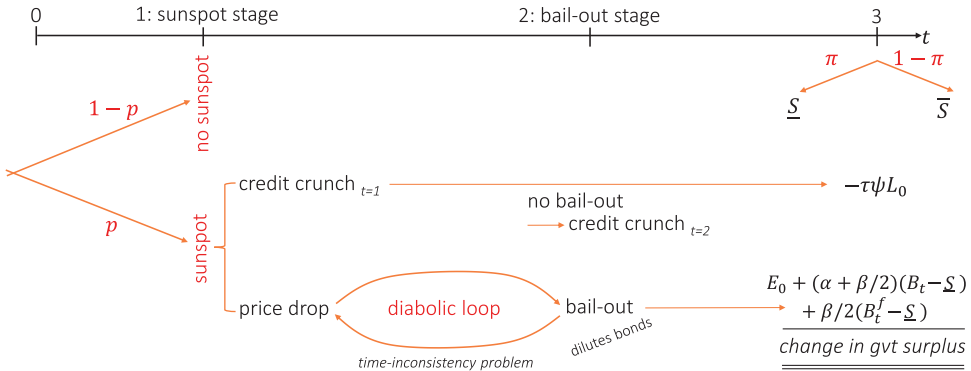 0
1: sunspot stage
2: bail-out stage
3
t
π
1 − π
S̲
S̅
1 − p
no sunspot
p
sunspot
credit crunch t=1
−τψL₀
no bail-out
credit crunch t=2
price drop
diabolic loop
bail-out
dilutes bonds
time-inconsistency problem
E₀ + (α + β/2)(Bₜ−S̲)
+ β/2(Bₜᶠ−S̲)
change in gvt surplus